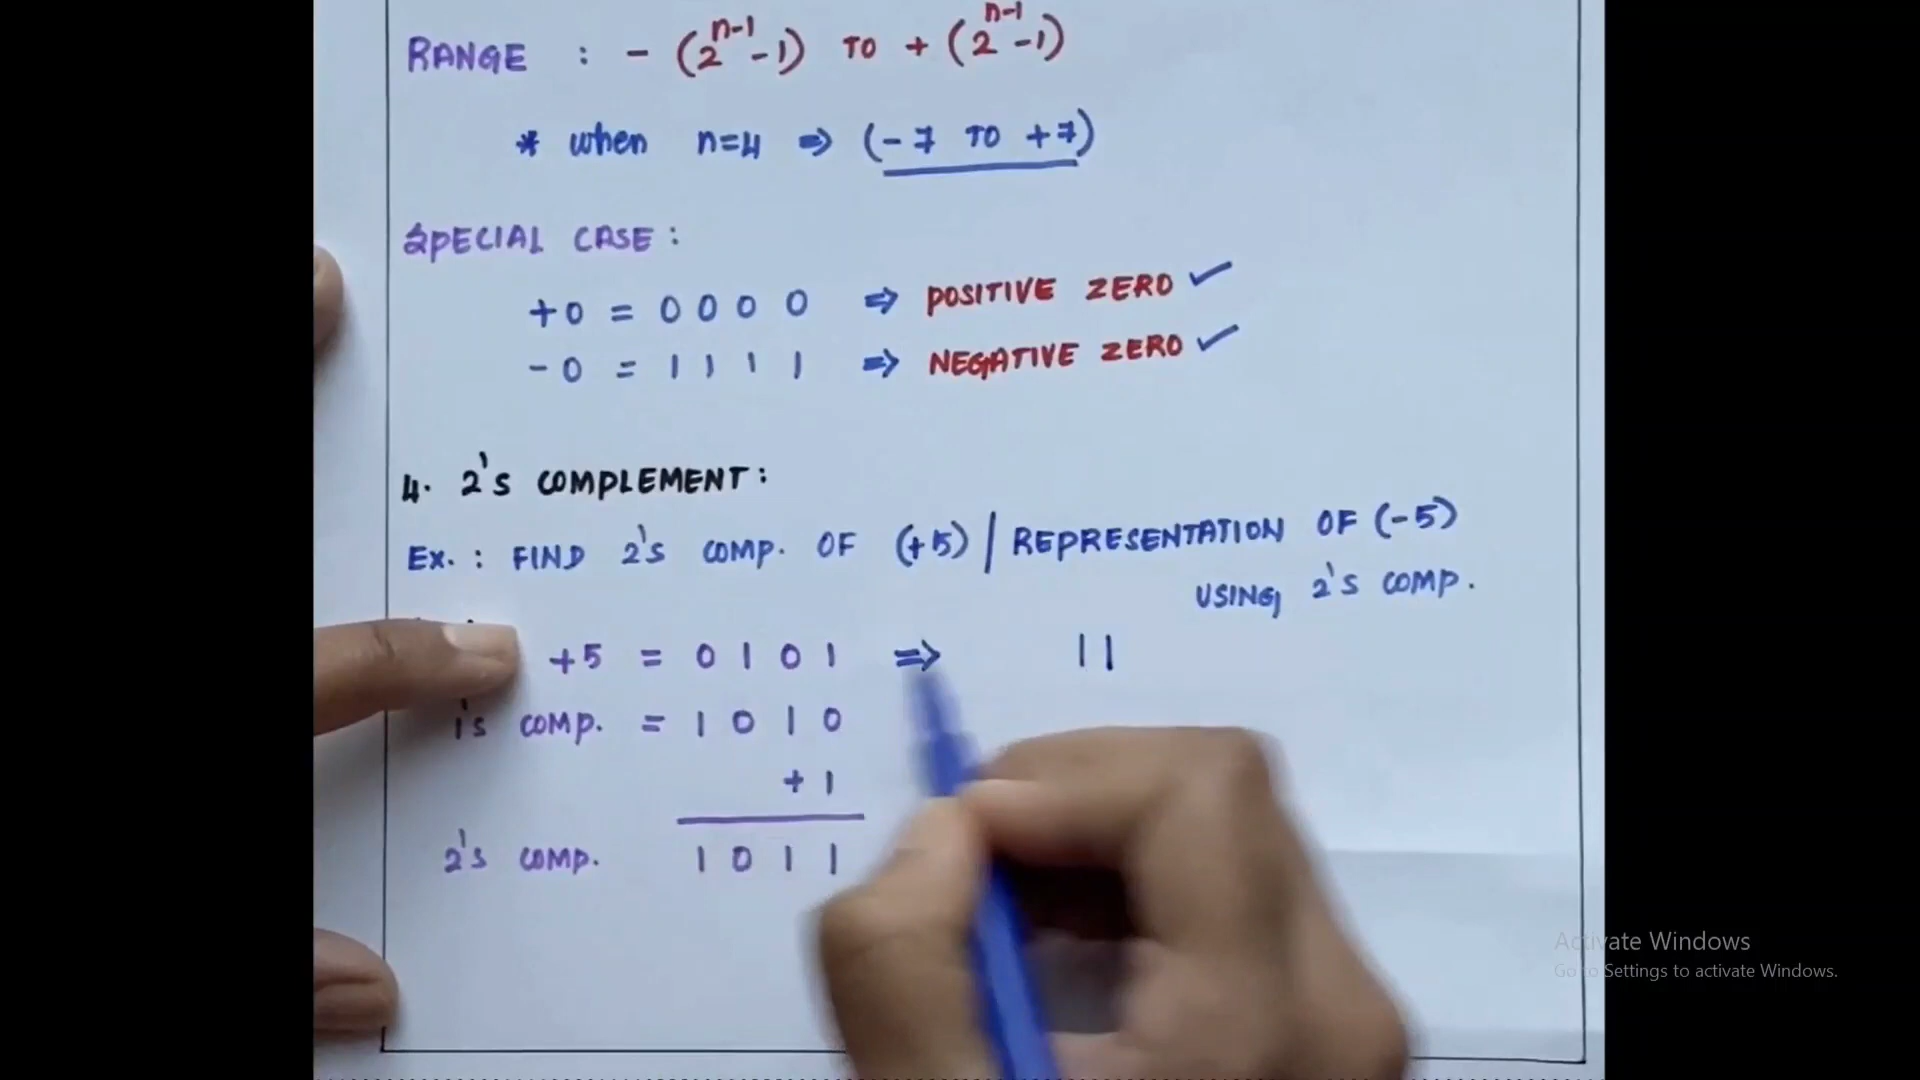 RANGE : - (2^n-1 - 1) TO + (2^n-1 - 1)
* when n=4 ⇒ (-7 TO +7)
SPECIAL CASE :
+0 = 0 0 0 0 ⇒ POSITIVE ZERO ✓
-0 = 1 1 1 1 ⇒ NEGATIVE ZERO ✓
4. 2's COMPLEMENT :
Ex. : FIND 2's COMP. OF (+5) | REPRESENTATION OF (-5)
USING 2's COMP.
+5 = 0 1 0 1 ⇒ 1 1
1's COMP. = 1 0 1 0
+ 1
2's COMP. 1 0 1 1
Activate Windows
Go to Settings to activate Windows.